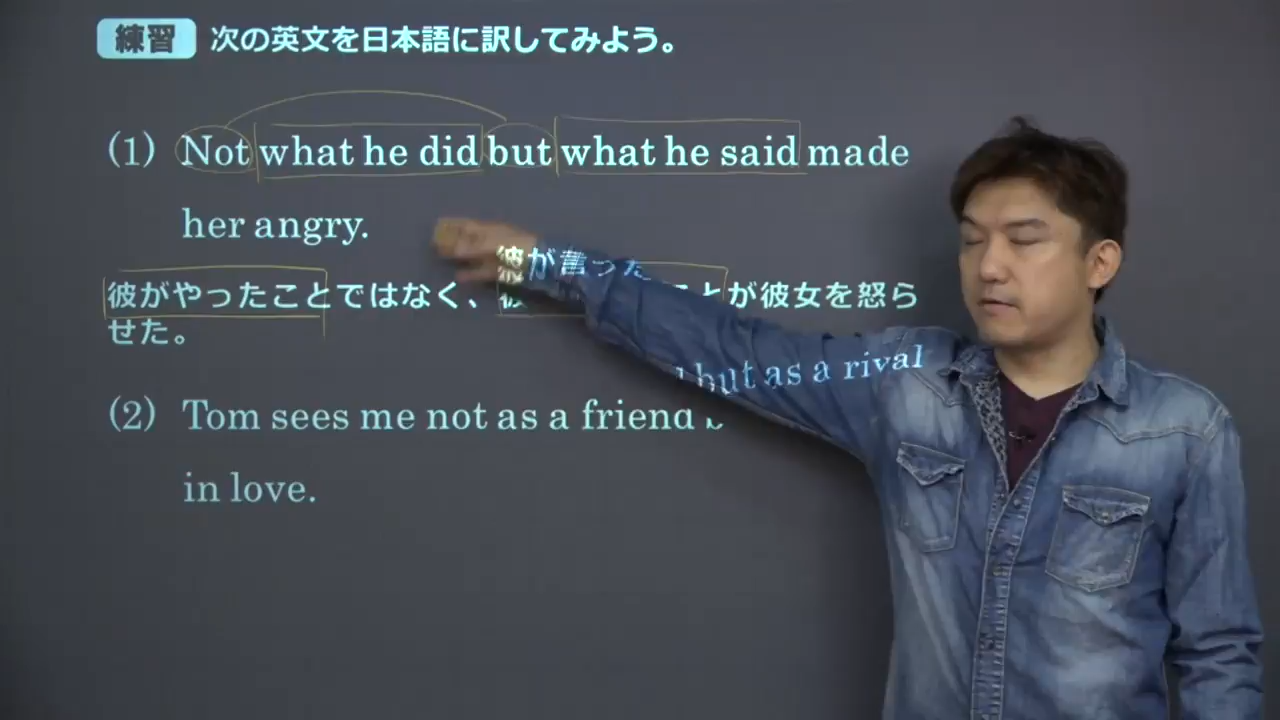 練習 次の英文を日本語に訳してみよう。
(1) Not what he did but what he said made
her angry.
彼がやったことではなく、彼が言ったことが彼女を怒ら
せた。
(2) Tom sees me not as a friend but as a rival
in love.